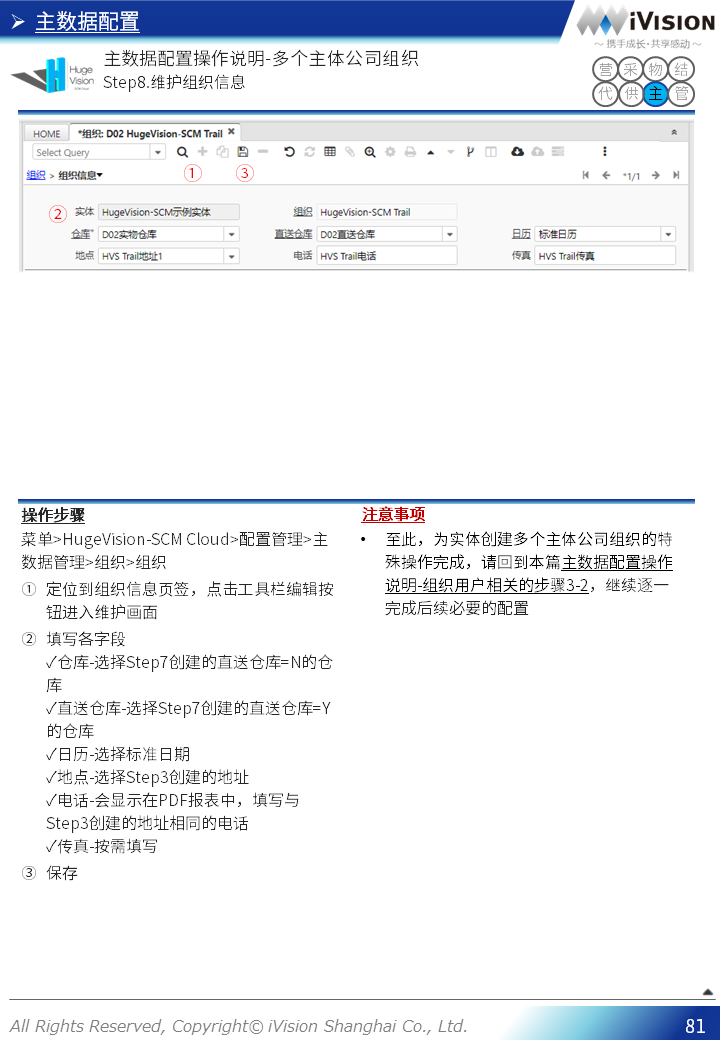 ➢ 主数据配置
iVISION
～ 携手成长·共享感动 ～
Huge Vision
主数据配置操作说明-多个主体公司组织
Step8.维护组织信息
营 采 物 结
代 供 主 管
HOME *组织: D02 HugeVision-SCM Trail ×
Select Query
① ③
组织 > 组织信息▾ *1/1
② 实体 HugeVision-SCM示例实体 组织 HugeVision-SCM Trail
仓库* D02实物仓库 直送仓库 D02直送仓库 日历 标准日历
地点 HVS Trail地址1 电话 HVS Trail电话 传真 HVS Trail传真
操作步骤
菜单>HugeVision-SCM Cloud>配置管理>主
数据管理>组织>组织
① 定位到组织信息页签，点击工具栏编辑按
钮进入维护画面
② 填写各字段
✓仓库-选择Step7创建的直送仓库=N的仓
库
✓直送仓库-选择Step7创建的直送仓库=Y
的仓库
✓日历-选择标准日期
✓地点-选择Step3创建的地址
✓电话-会显示在PDF报表中，填写与
Step3创建的地址相同的电话
✓传真-按需填写
③ 保存
注意事项
• 至此，为实体创建多个主体公司组织的特
殊操作完成，请回到本篇主数据配置操作
说明-组织用户相关的步骤3-2，继续逐一
完成后续必要的配置
All Rights Reserved, Copyright© iVision Shanghai Co., Ltd.
81